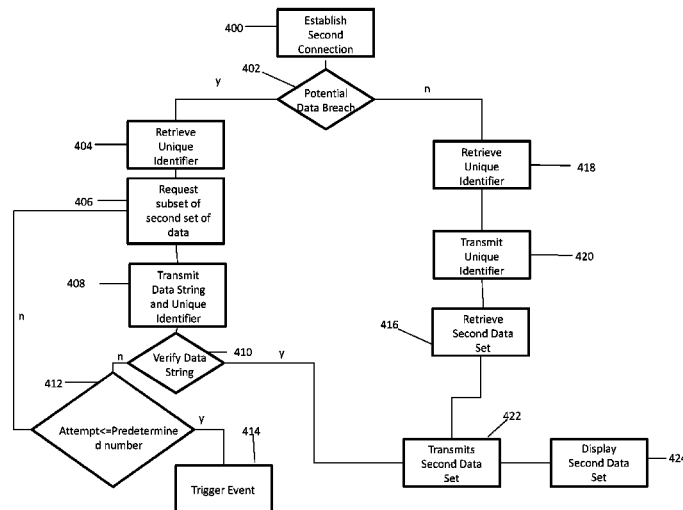 400
Establish
Second
Connection
402
y
Potential
Data Breach
n
404
Retrieve
Unique
Identifier
Retrieve
Unique
Identifier
418
406
Request
subset of
second set of
data
Transmit
Unique
Identifier
420
408
Transmit
Data String
and Unique
Identifier
n
416
Retrieve
Second Data
Set
410
n
Verify Data
String
y
412
Attempt<=Predetermine
d number
y
414
Trigger Event
422
Transmits
Second Data
Set
Display
Second Data
Set
424